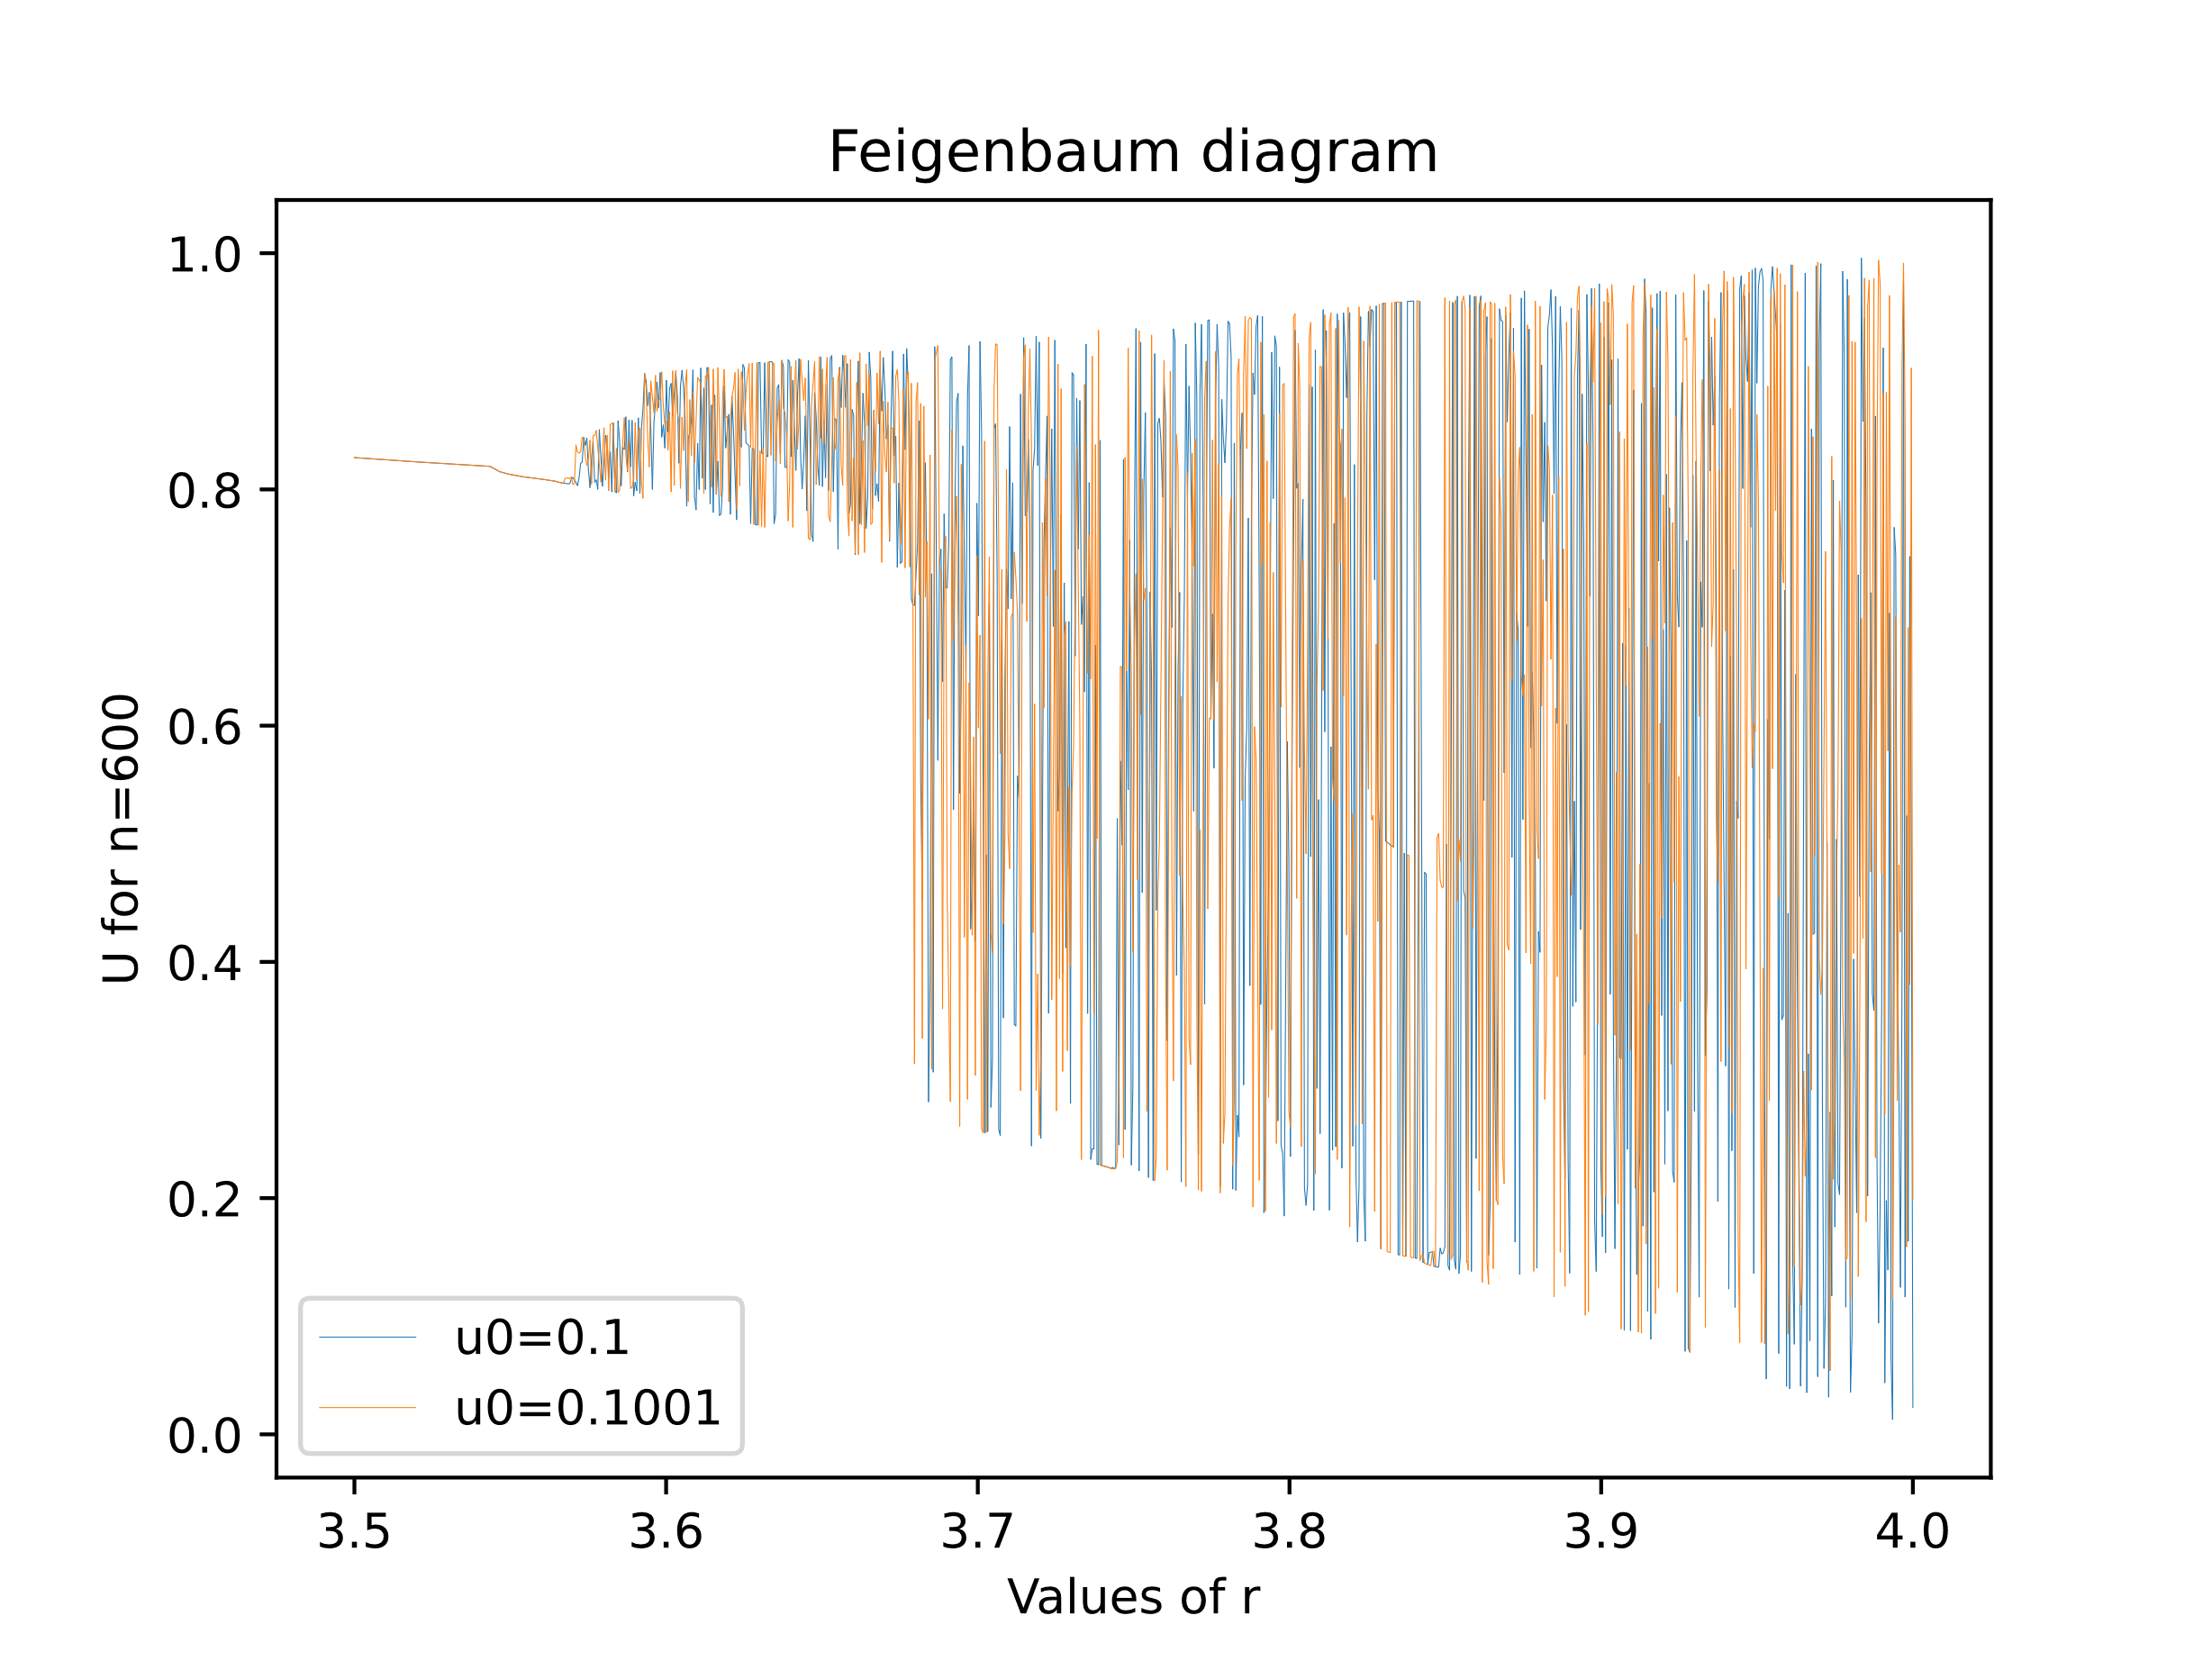 Feigenbaum diagram
1.0
0.8
0.6
0.4
0.2
0.0
U for n=600
u0=0.1
u0=0.1001
3.5 3.6 3.7 3.8 3.9 4.0
Values of r